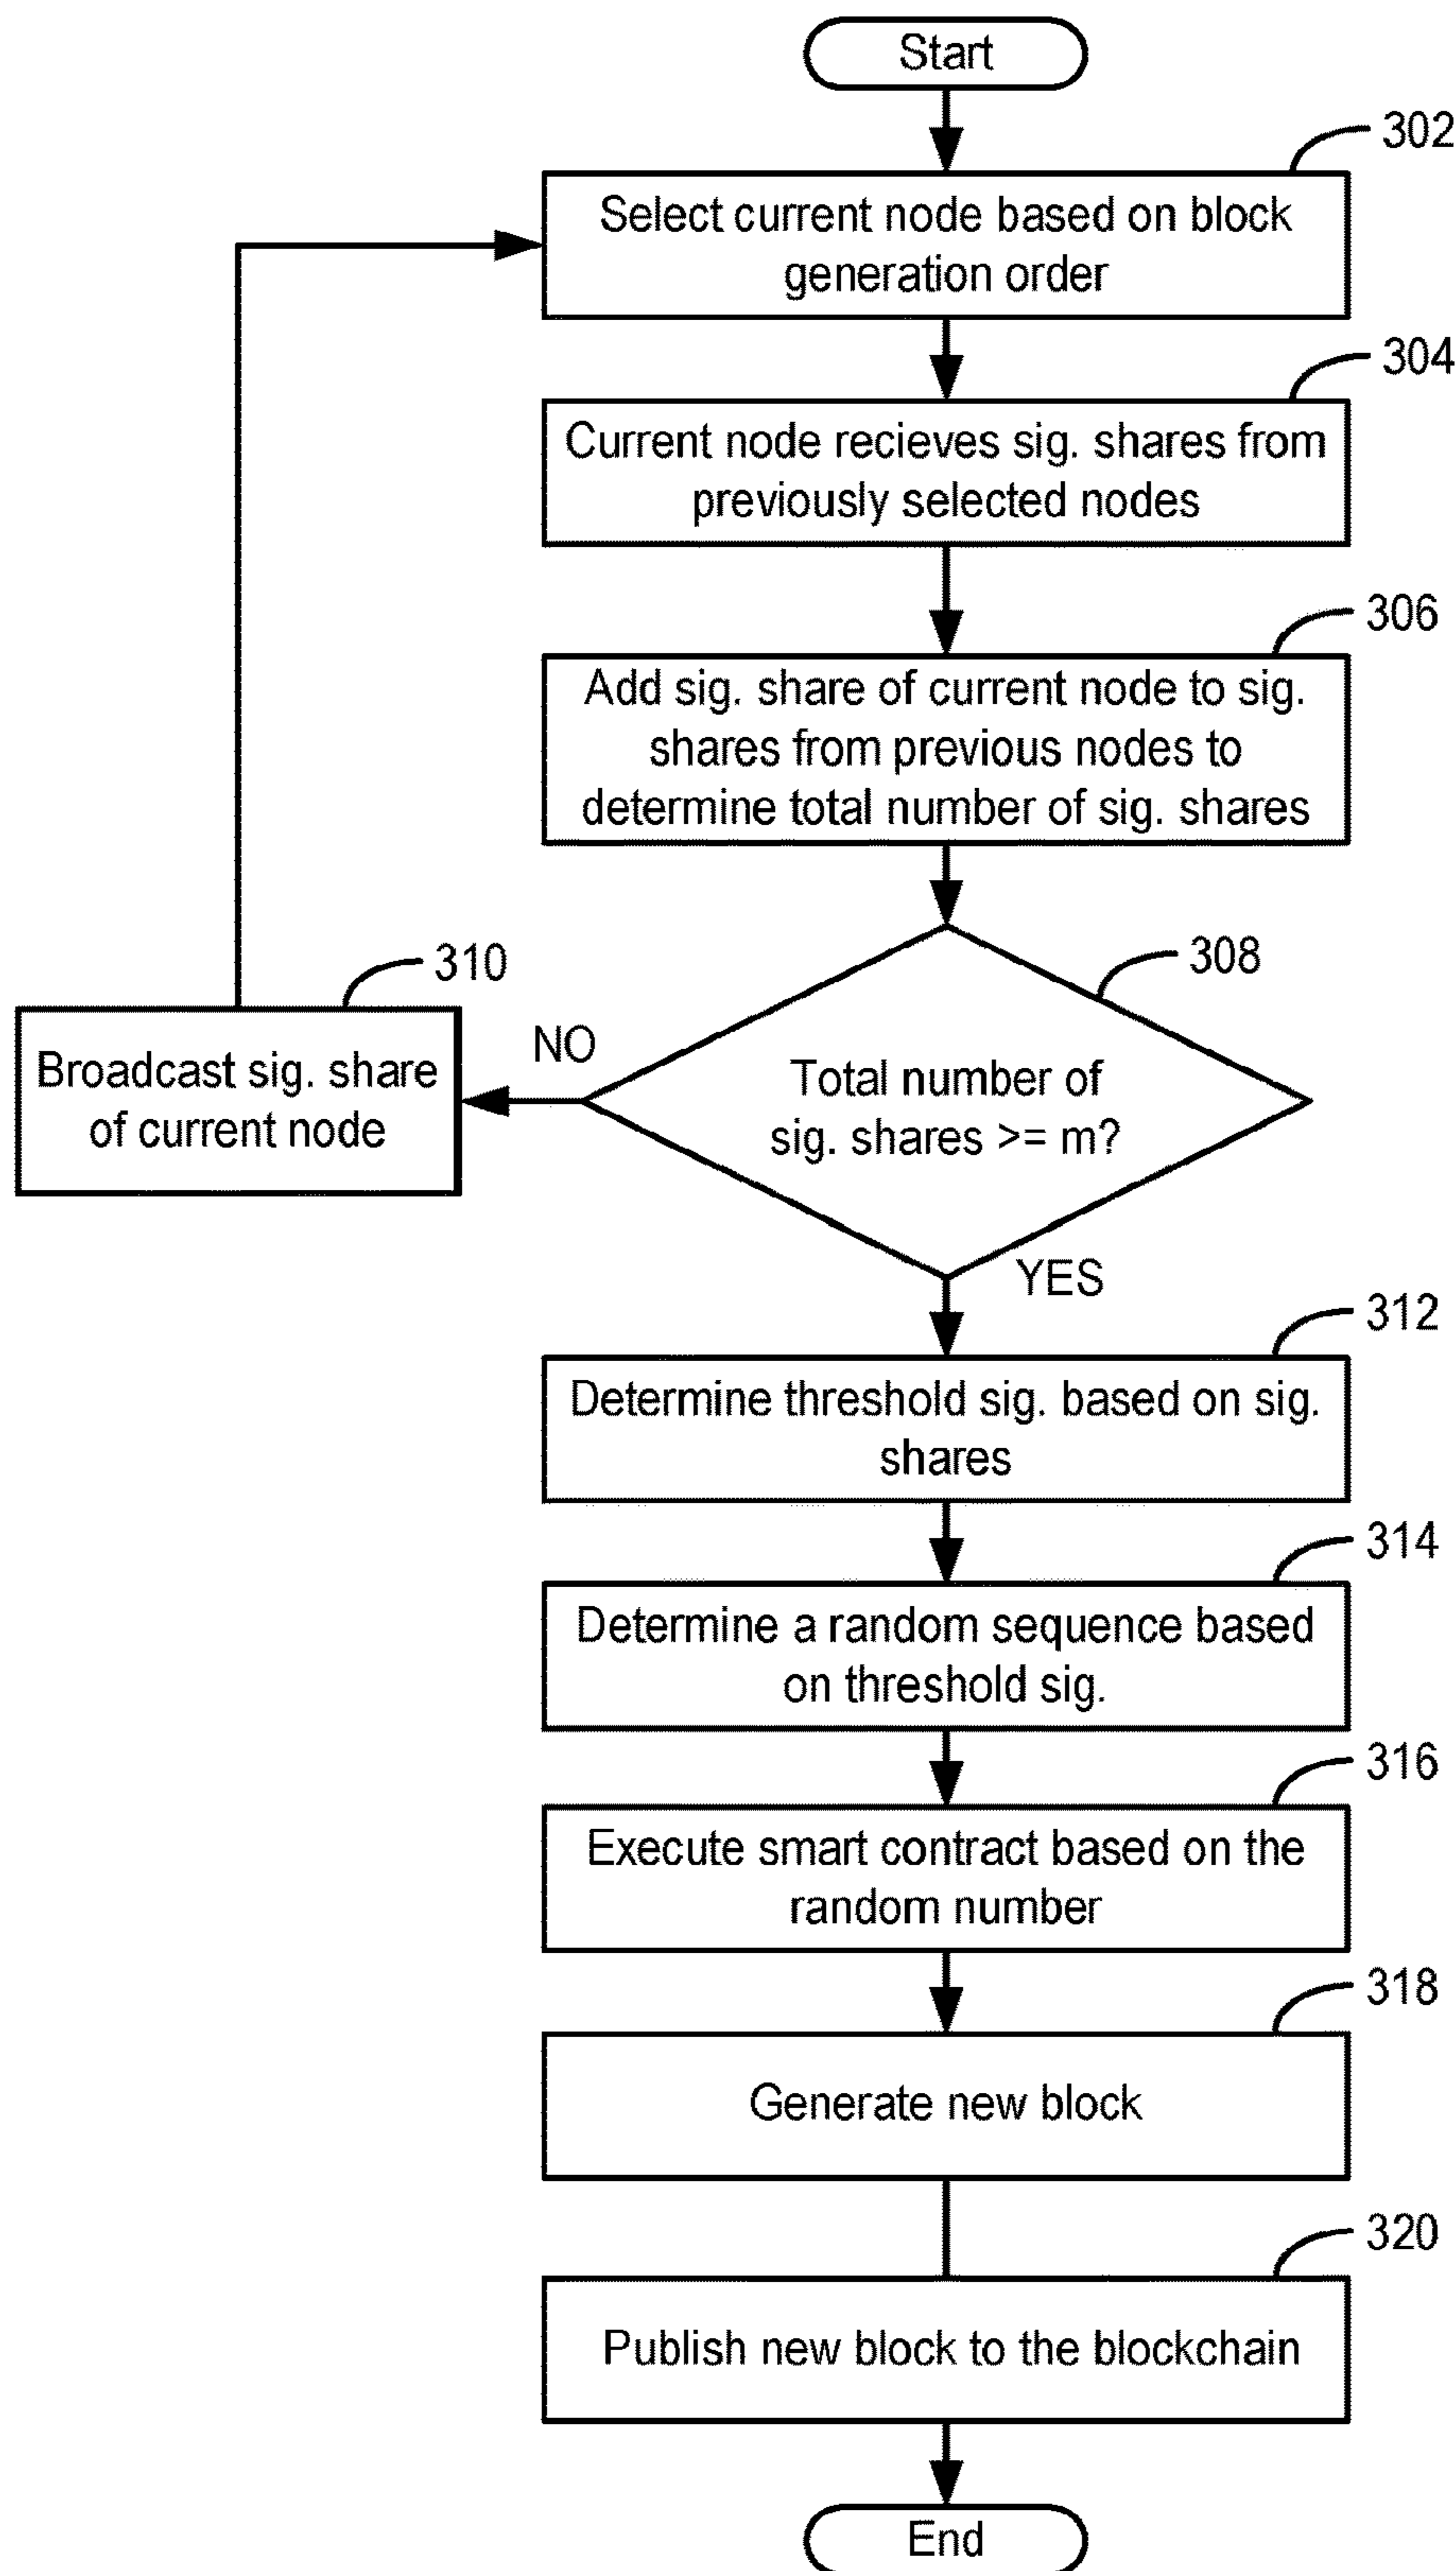 Start
302
Select current node based on block
generation order
304
Current node recieves sig. shares from
previously selected nodes
306
Add sig. share of current node to sig.
shares from previous nodes to
determine total number of sig. shares
308
Total number of
sig. shares >= m?
NO
310
Broadcast sig. share
of current node
YES
312
Determine threshold sig. based on sig.
shares
314
Determine a random sequence based
on threshold sig.
316
Execute smart contract based on the
random number
318
Generate new block
320
Publish new block to the blockchain
End